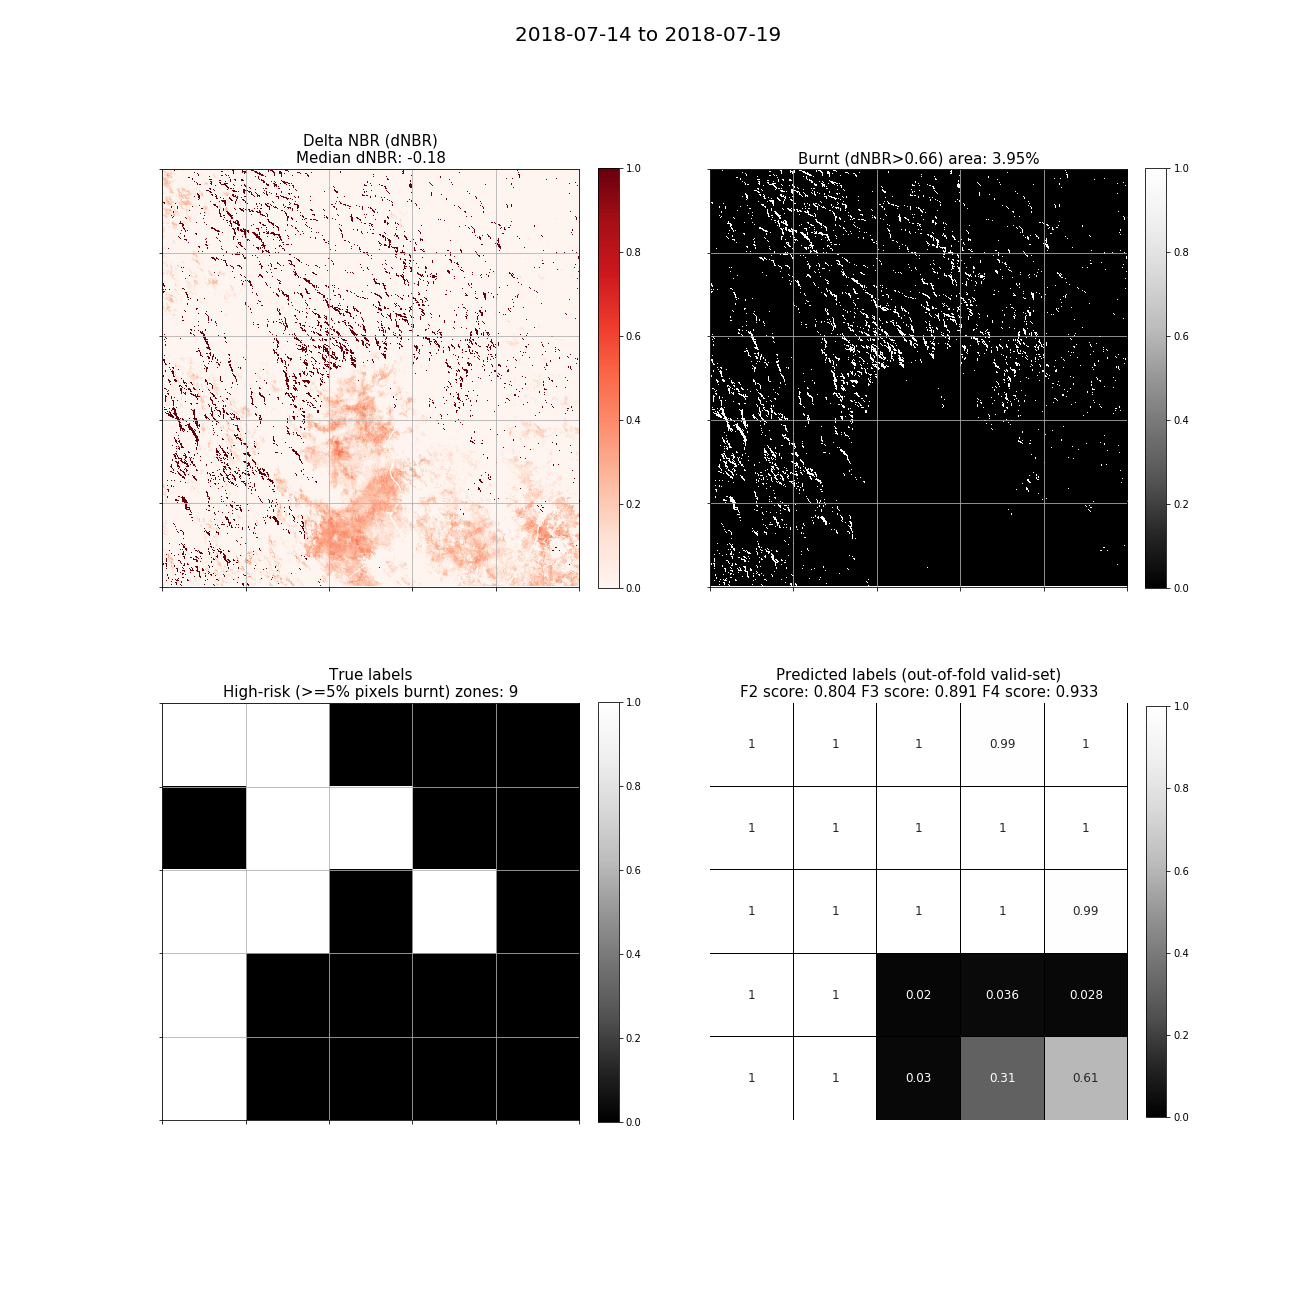 2018-07-14 to 2018-07-19
Delta NBR (dNBR)
Median dNBR: -0.18
1.0
0.8
0.6
0.4
0.2
0.0
Burnt (dNBR>0.66) area: 3.95%
1.0
0.8
0.6
0.4
0.2
0.0
True labels
High-risk (>=5% pixels burnt) zones: 9
1.0
0.8
0.6
0.4
0.2
0.0
Predicted labels (out-of-fold valid-set)
F2 score: 0.804 F3 score: 0.891 F4 score: 0.933
1 1 1 0.99 1
1 1 1 1 1
1 1 1 1 0.99
1 1 0.02 0.036 0.028
1 1 0.03 0.31 0.61
1.0
0.8
0.6
0.4
0.2
0.0